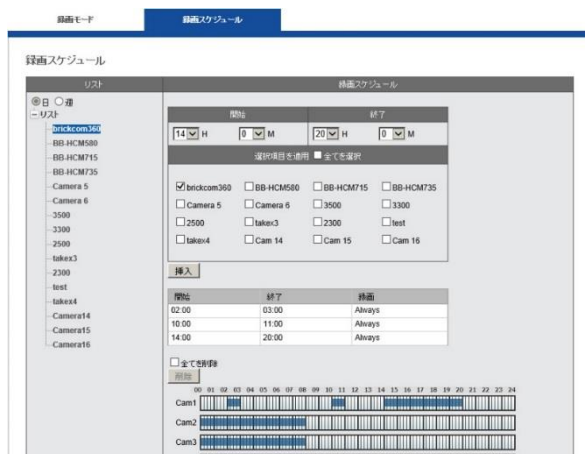 録画モード 録画スケジュール
録画スケジュール
リスト 録画スケジュール
日 週
リスト
brickcom360
BB-HCM580
BB-HCM715
BB-HCM735
Camera 5
Camera 6
3500
3300
2500
takex3
2300
test
takex4
Camera14
Camera15
Camera16
開始 終了
14 H 0 M 20 H 0 M
選択項目を適用 全てを選択
brickcom360 BB-HCM580 BB-HCM715 BB-HCM735
Camera 5 Camera 6 3500 3300
2500 takex3 2300 test
takex4 Cam 14 Cam 15 Cam 16
挿入
開始 終了 録画
02:00 03:00 Always
10:00 11:00 Always
14:00 20:00 Always
全てを削除
削除
00 01 02 03 04 05 06 07 08 09 10 11 12 13 14 15 16 17 18 19 20 21 22 23 24
Cam1
Cam2
Cam3